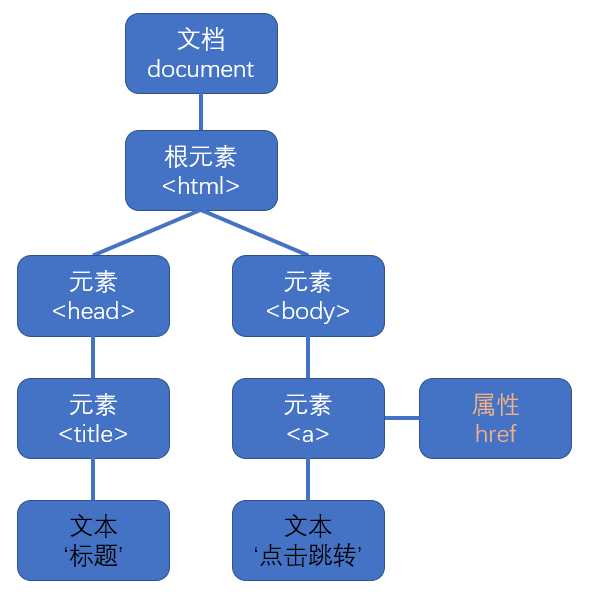 文档
document
根元素
<html>
元素
<head>
元素
<body>
元素
<title>
元素
<a>
属性
href
文本
‘标题’
文本
‘点击跳转’